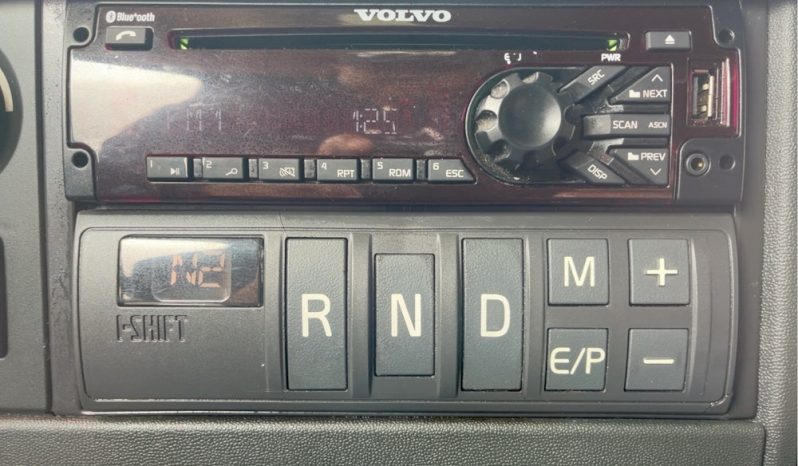 Bluetooth
VOLVO
PWR
SRC
NEXT
SCAN ASCN
PREV
DISP
1:25
1 2 3 4 RPT 5 RDM 6 ESC
N2
I-SHIFT
R N D M +
E/P −